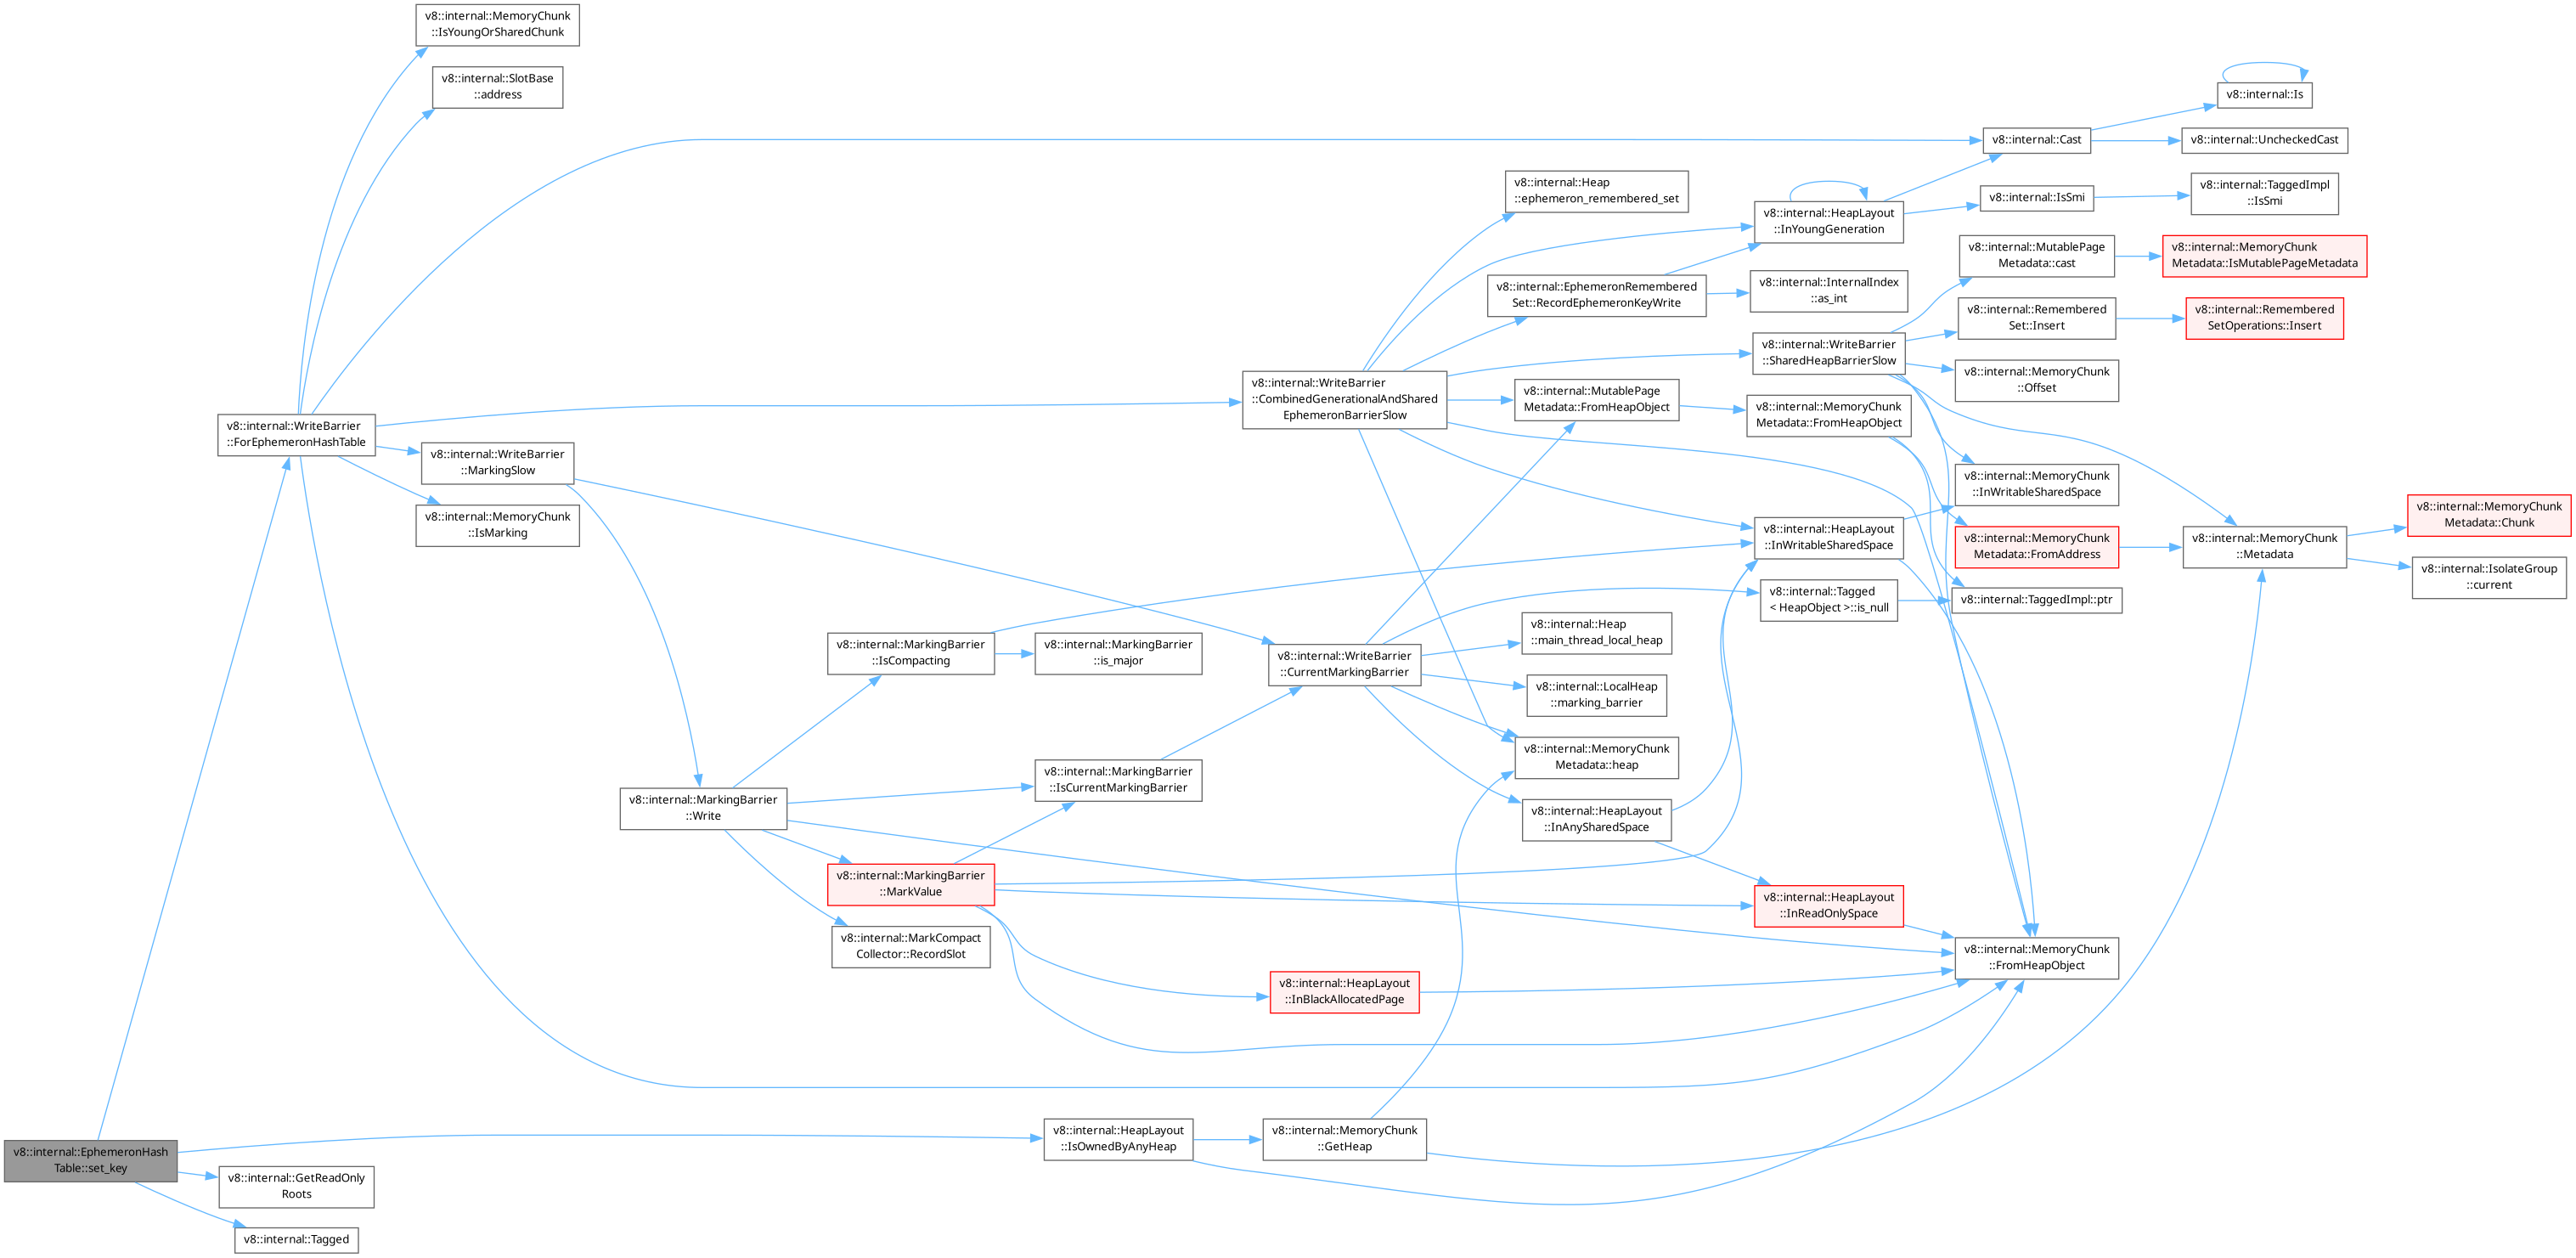 v8::internal::MemoryChunk
::IsYoungOrSharedChunk
v8::internal::SlotBase
::address
v8::internal::Is
v8::internal::Cast
v8::internal::UncheckedCast
v8::internal::Heap
::ephemeron_remembered_set
v8::internal::HeapLayout
::InYoungGeneration
v8::internal::IsSmi
v8::internal::TaggedImpl
::IsSmi
v8::internal::MutablePage
Metadata::cast
v8::internal::MemoryChunk
Metadata::IsMutablePageMetadata
v8::internal::EphemeronRemembered
Set::RecordEphemeronKeyWrite
v8::internal::InternalIndex
::as_int
v8::internal::Remembered
Set::Insert
v8::internal::Remembered
SetOperations::Insert
v8::internal::WriteBarrier
::SharedHeapBarrierSlow
v8::internal::MemoryChunk
::Offset
v8::internal::WriteBarrier
::CombinedGenerationalAndShared
EphemeronBarrierSlow
v8::internal::MutablePage
Metadata::FromHeapObject
v8::internal::MemoryChunk
Metadata::FromHeapObject
v8::internal::WriteBarrier
::ForEphemeronHashTable
v8::internal::WriteBarrier
::MarkingSlow
v8::internal::MemoryChunk
::InWritableSharedSpace
v8::internal::MemoryChunk
::IsMarking
v8::internal::HeapLayout
::InWritableSharedSpace
v8::internal::MemoryChunk
Metadata::FromAddress
v8::internal::MemoryChunk
::Metadata
v8::internal::MemoryChunk
Metadata::Chunk
v8::internal::IsolateGroup
::current
v8::internal::Tagged
< HeapObject >::is_null
v8::internal::TaggedImpl::ptr
v8::internal::MarkingBarrier
::IsCompacting
v8::internal::MarkingBarrier
::is_major
v8::internal::WriteBarrier
::CurrentMarkingBarrier
v8::internal::Heap
::main_thread_local_heap
v8::internal::LocalHeap
::marking_barrier
v8::internal::MemoryChunk
Metadata::heap
v8::internal::MarkingBarrier
::Write
v8::internal::MarkingBarrier
::IsCurrentMarkingBarrier
v8::internal::HeapLayout
::InAnySharedSpace
v8::internal::MarkingBarrier
::MarkValue
v8::internal::HeapLayout
::InReadOnlySpace
v8::internal::MarkCompact
Collector::RecordSlot
v8::internal::MemoryChunk
::FromHeapObject
v8::internal::HeapLayout
::InBlackAllocatedPage
v8::internal::EphemeronHash
Table::set_key
v8::internal::HeapLayout
::IsOwnedByAnyHeap
v8::internal::MemoryChunk
::GetHeap
v8::internal::GetReadOnly
Roots
v8::internal::Tagged